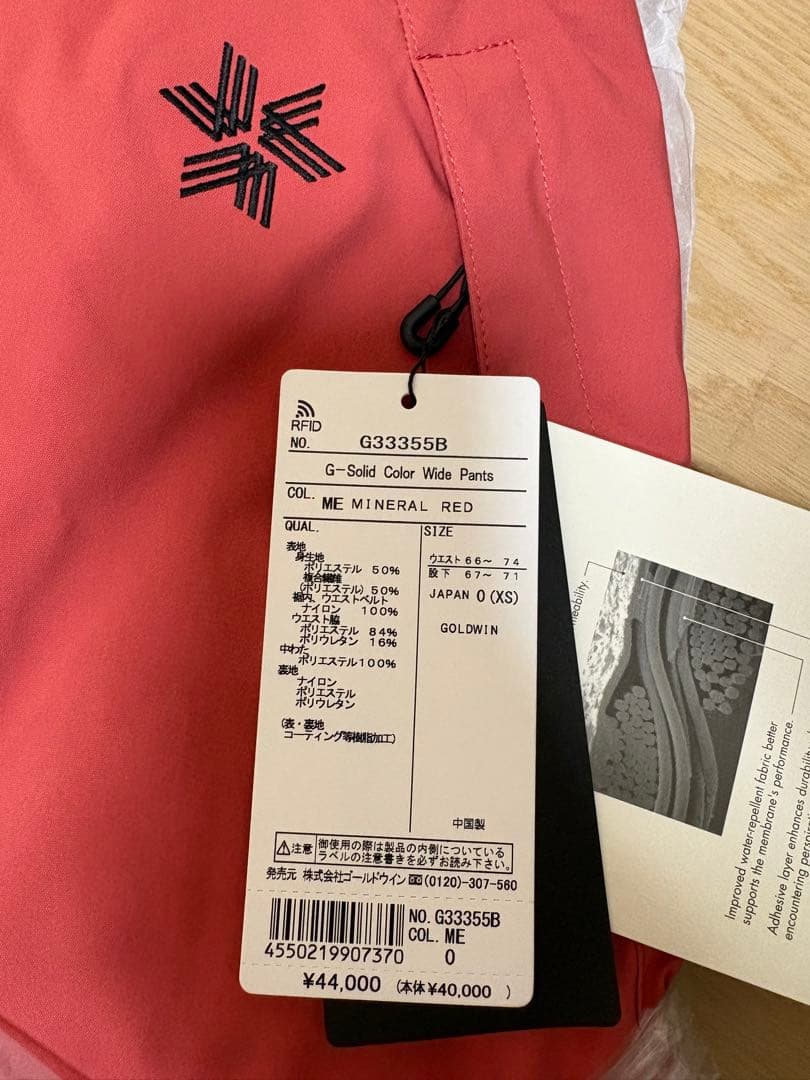 RFID
NO. G33355B
G-Solid Color Wide Pants
COL. ME MINERAL RED
QUAL.
表地
身生地
ポリエステル 50%
複合繊維
(ポリエステル) 50%
裾内、ウエストベルト
ナイロン 100%
ウエスト脇
ポリエステル 84%
ポリウレタン 16%
中わた
ポリエステル100%
裏地
ナイロン
ポリエステル
ポリウレタン
(表・裏地
コーティング等樹脂加工)
SIZE
ウエスト 66~ 74
股下 67~ 71
JAPAN 0 (XS)
GOLDWIN
中国製
注意 御使用の際は製品の内側についている
ラベルの注意書きを必ずお読み下さい。
発売元 株式会社ゴールドウイン (0120)-307-560
4550219907370
NO. G33355B
COL. ME
0
¥44,000 (本体¥40,000 )
meability.
Improved water-repellent fabric better
supports the membrane's performance.
Adhesive layer enhances
encountering